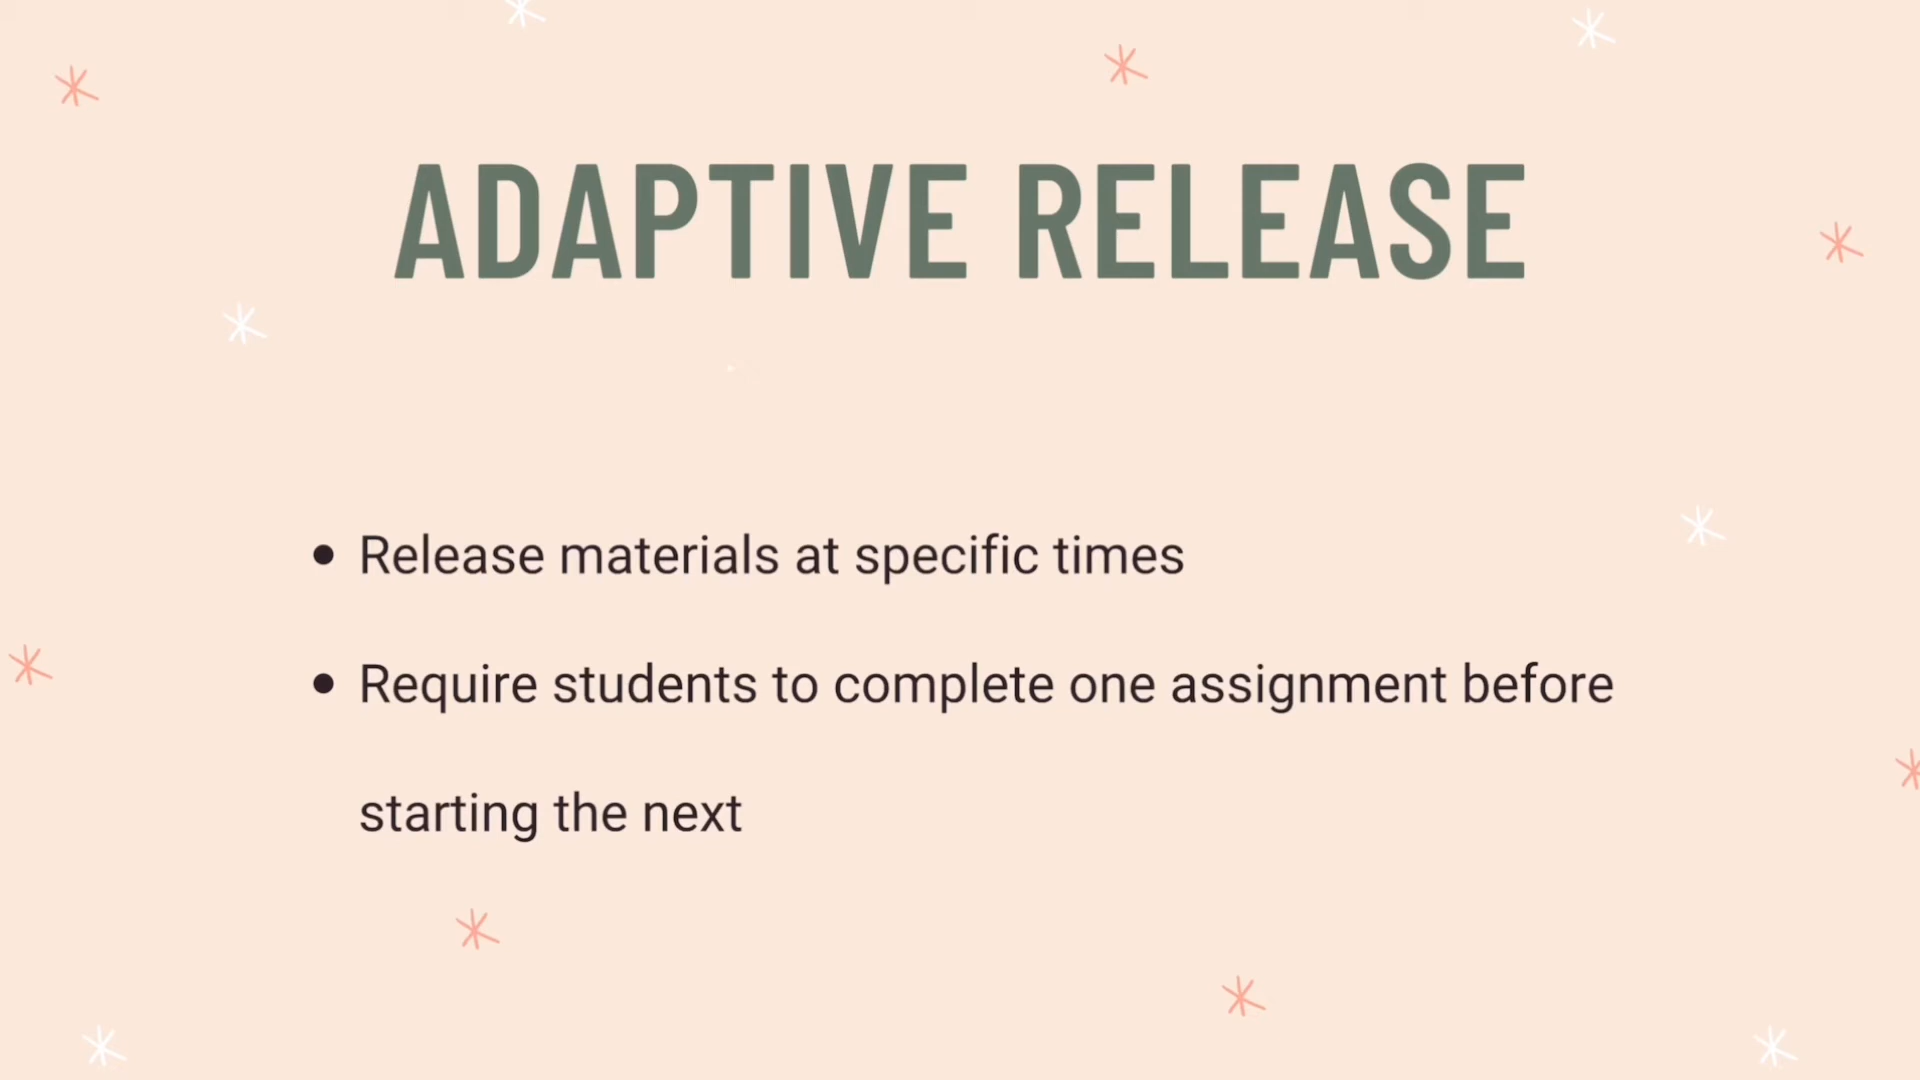 ADAPTIVE RELEASE
• Release materials at specific times
• Require students to complete one assignment before
starting the next